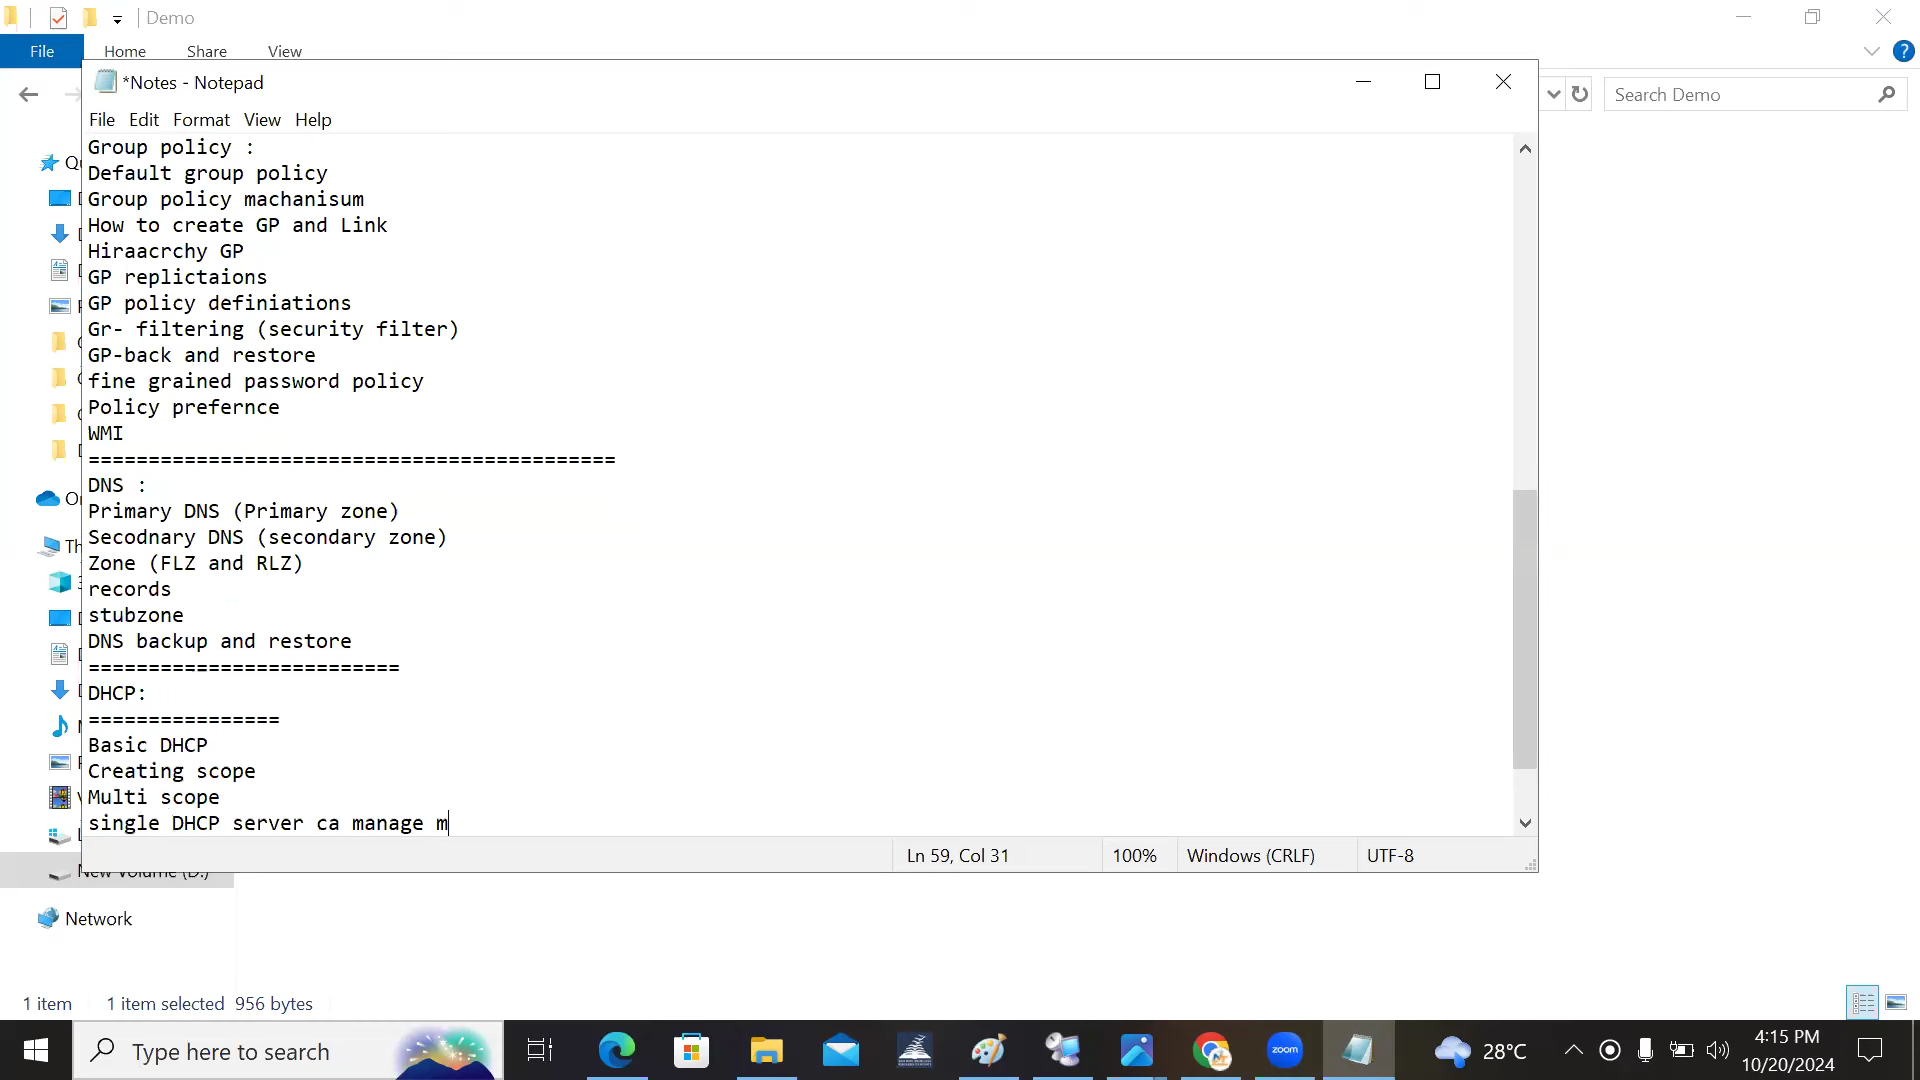 Demo
File Home Share View
*Notes - Notepad
Search Demo
File Edit Format View Help
Group policy :
Default group policy
Group policy machanisum
How to create GP and Link
Hiraacrchy GP
GP replictaions
GP policy definiations
Gr- filtering (security filter)
GP-back and restore
fine grained password policy
Policy prefernce
WMI
============================================
DNS :
Primary DNS (Primary zone)
Secodnary DNS (secondary zone)
Zone (FLZ and RLZ)
records
stubzone
DNS backup and restore
==========================
DHCP:
================
Basic DHCP
Creating scope
Multi scope
single DHCP server ca manage m
Ln 59, Col 31 100% Windows (CRLF) UTF-8
New Volume (D:)
Network
1 item 1 item selected 956 bytes
Type here to search
zoom
28°C
4:15 PM
10/20/2024